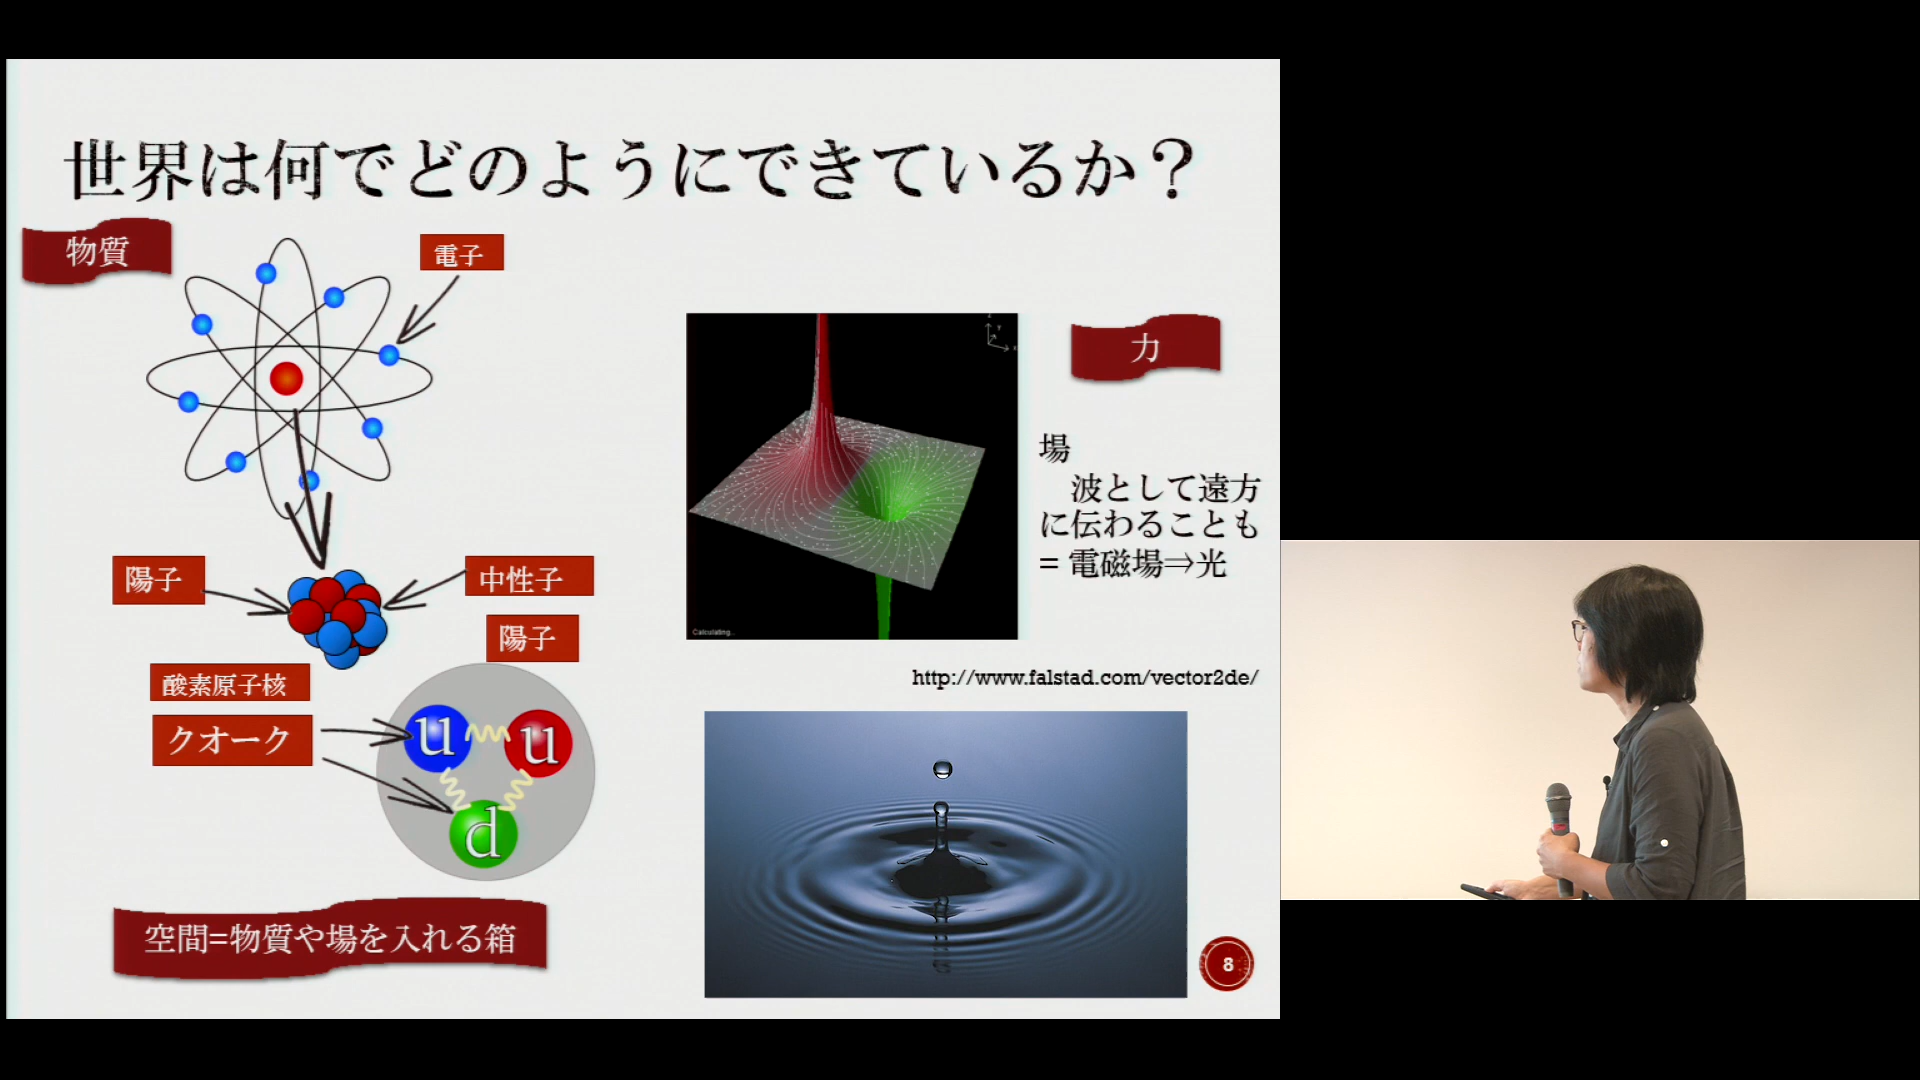 世界は何でどのようにできているか？
物質
電子
陽子
中性子
陽子
酸素原子核
クオーク
u
u
d
空間=物質や場を入れる箱
Calculating...
力
場
波として遠方
に伝わることも
= 電磁場⇒光
http://www.falstad.com/vector2de/
8